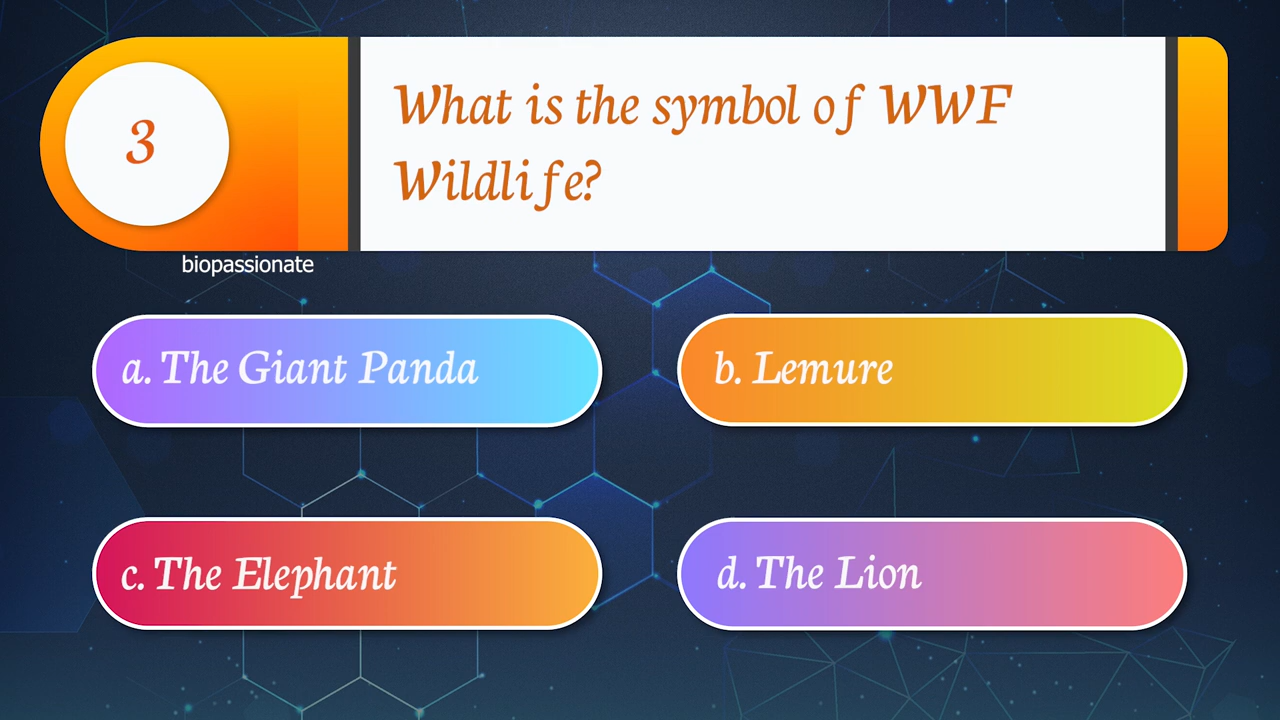 3
What is the symbol of WWF
Wildlife?
biopassionate
a. The Giant Panda
b. Lemure
c. The Elephant
d. The Lion